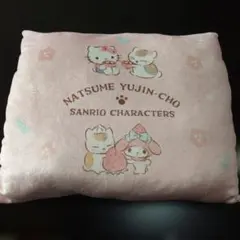 NATSUME YUJIN-CHO
SANRIO CHARACTERS